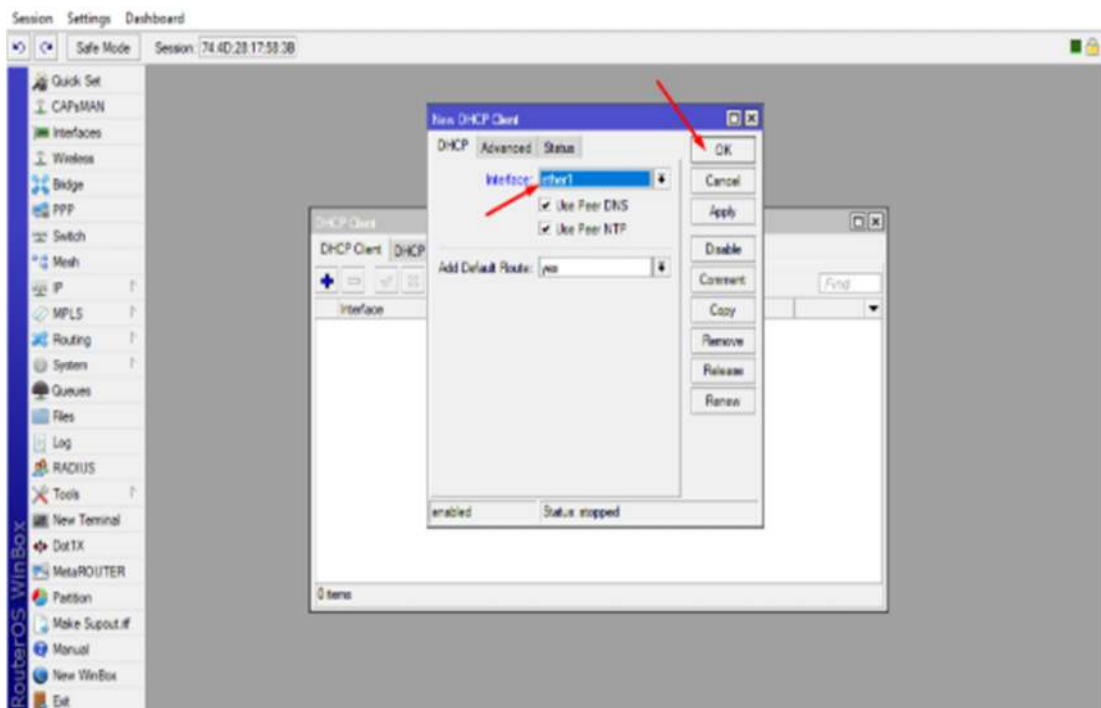 Session Settings Dashboard
Safe Mode Session: 74:4D:28:17:58:3B
Quick Set
CAPsMAN
Interfaces
Wireless
Bridge
PPP
Switch
Mesh
IP
MPLS
Routing
System
Queues
Files
Log
RADIUS
Tools
New Terminal
Dot1X
MetaROUTER
Partition
Make Supout.rif
Manual
New WinBox
Exit
RouterOS WinBox
DHCP Client
DHCP Client DHCP
Find
Interface
0 items
New DHCP Client
DHCP Advanced Status
Interface: ether1
Use Peer DNS
Use Peer NTP
Add Default Route: yes
OK
Cancel
Apply
Disable
Comment
Copy
Remove
Release
Renew
enabled Status: stopped